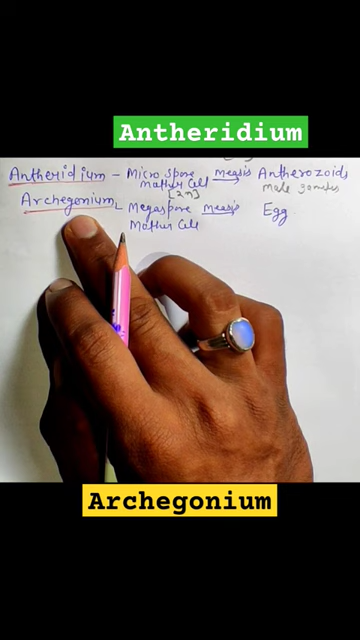 Antheridium
Antheridium - Micro spore Meosis Antherozoids
Mother Cell Male gametes
[2n]
Archegonium - Megaspore Meosis Egg
Mother Cell
Archegonium